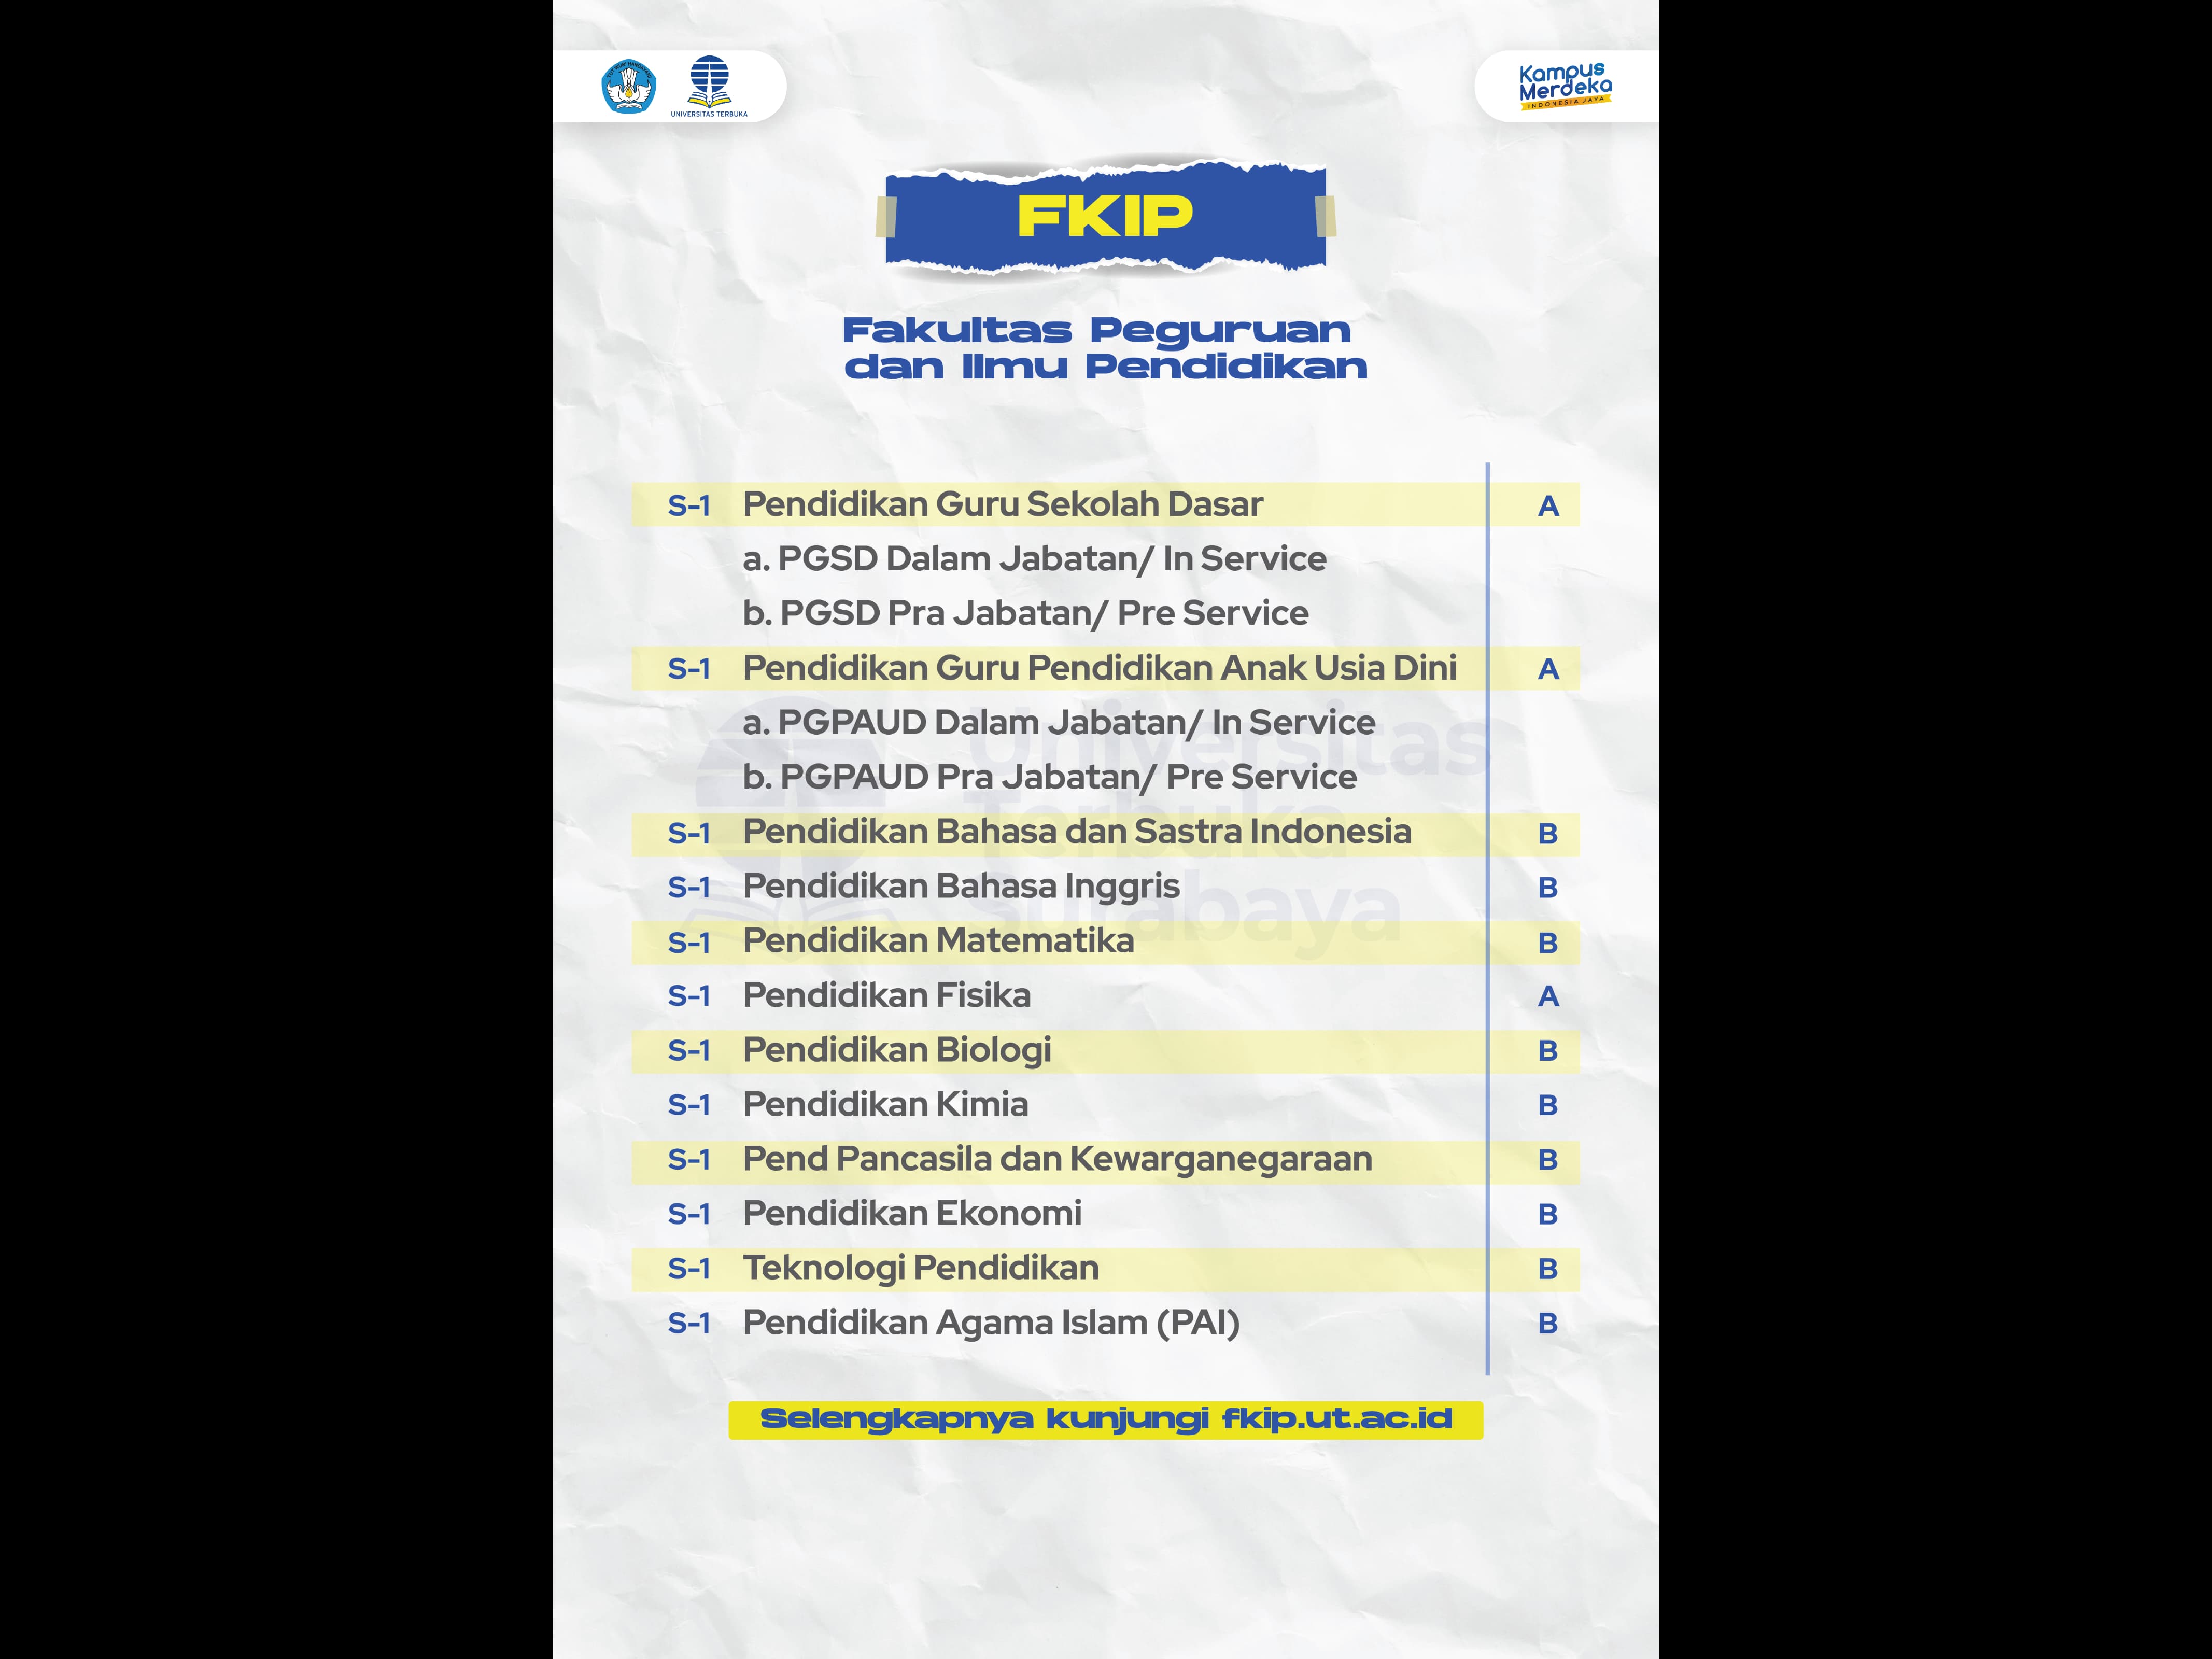 TUT WURI HANDAYANI
UNIVERSITAS TERBUKA
Kampus
Merdeka
INDONESIA JAYA
FKIP
Fakultas Peguruan
dan Ilmu Pendidikan
S-1 Pendidikan Guru Sekolah Dasar A
a. PGSD Dalam Jabatan/ In Service
b. PGSD Pra Jabatan/ Pre Service
S-1 Pendidikan Guru Pendidikan Anak Usia Dini A
a. PGPAUD Dalam Jabatan/ In Service
b. PGPAUD Pra Jabatan/ Pre Service
S-1 Pendidikan Bahasa dan Sastra Indonesia B
S-1 Pendidikan Bahasa Inggris B
S-1 Pendidikan Matematika B
S-1 Pendidikan Fisika A
S-1 Pendidikan Biologi B
S-1 Pendidikan Kimia B
S-1 Pend Pancasila dan Kewarganegaraan B
S-1 Pendidikan Ekonomi B
S-1 Teknologi Pendidikan B
S-1 Pendidikan Agama Islam (PAI) B
Universitas
Terbuka
Surabaya
Selengkapnya kunjungi fkip.ut.ac.id